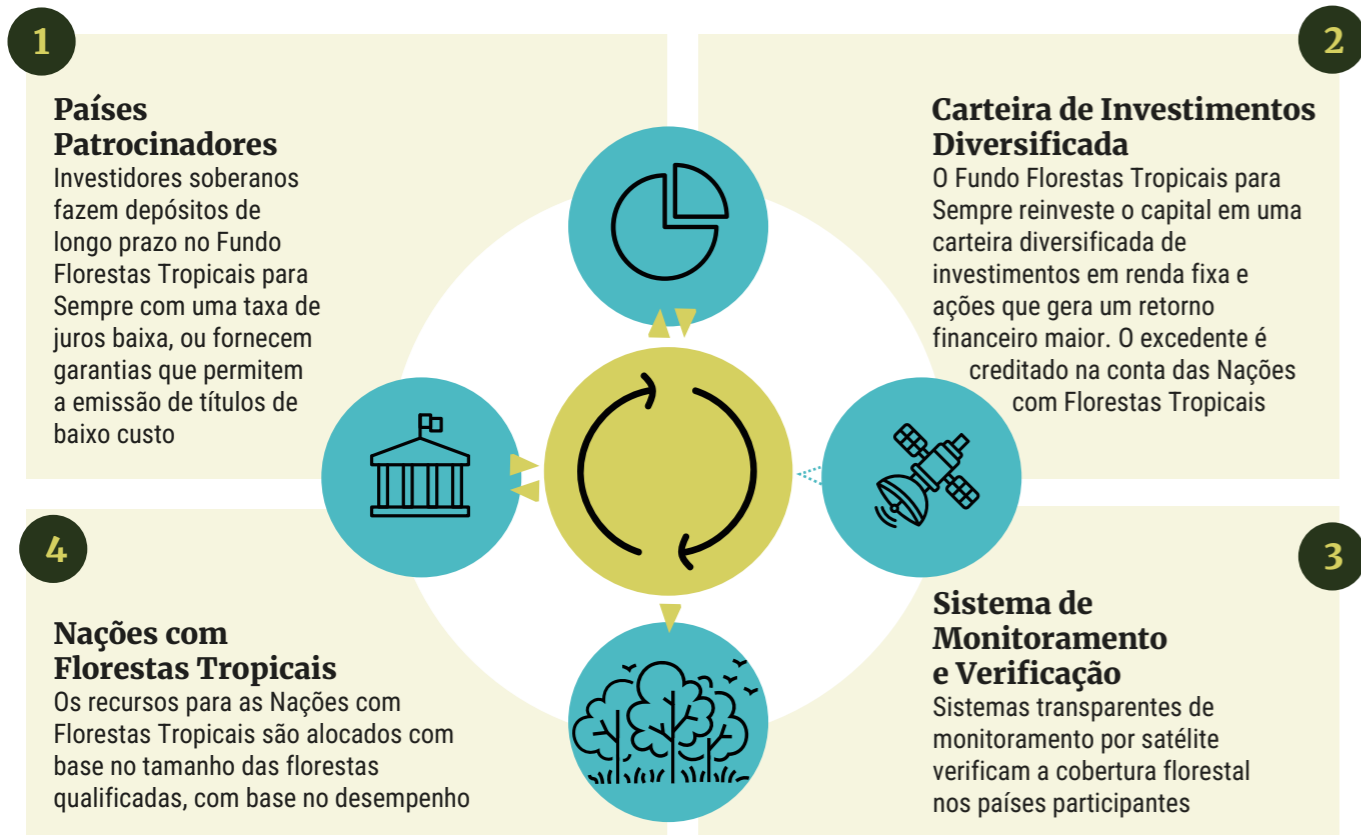 1
Países
Patrocinadores
Investidores soberanos
fazem depósitos de
longo prazo no Fundo
Florestas Tropicais para
Sempre com uma taxa de
juros baixa, ou fornecem
garantias que permitem
a emissão de títulos de
baixo custo
2
Carteira de Investimentos
Diversificada
O Fundo Florestas Tropicais para
Sempre reinveste o capital em uma
carteira diversificada de
investimentos em renda fixa e
ações que gera um retorno
financeiro maior. O excedente é
creditado na conta das Nações
com Florestas Tropicais
3
Sistema de
Monitoramento
e Verificação
Sistemas transparentes de
monitoramento por satélite
verificam a cobertura florestal
nos países participantes
4
Nações com
Florestas Tropicais
Os recursos para as Nações com
Florestas Tropicais são alocados com
base no tamanho das florestas
qualificadas, com base no desempenho